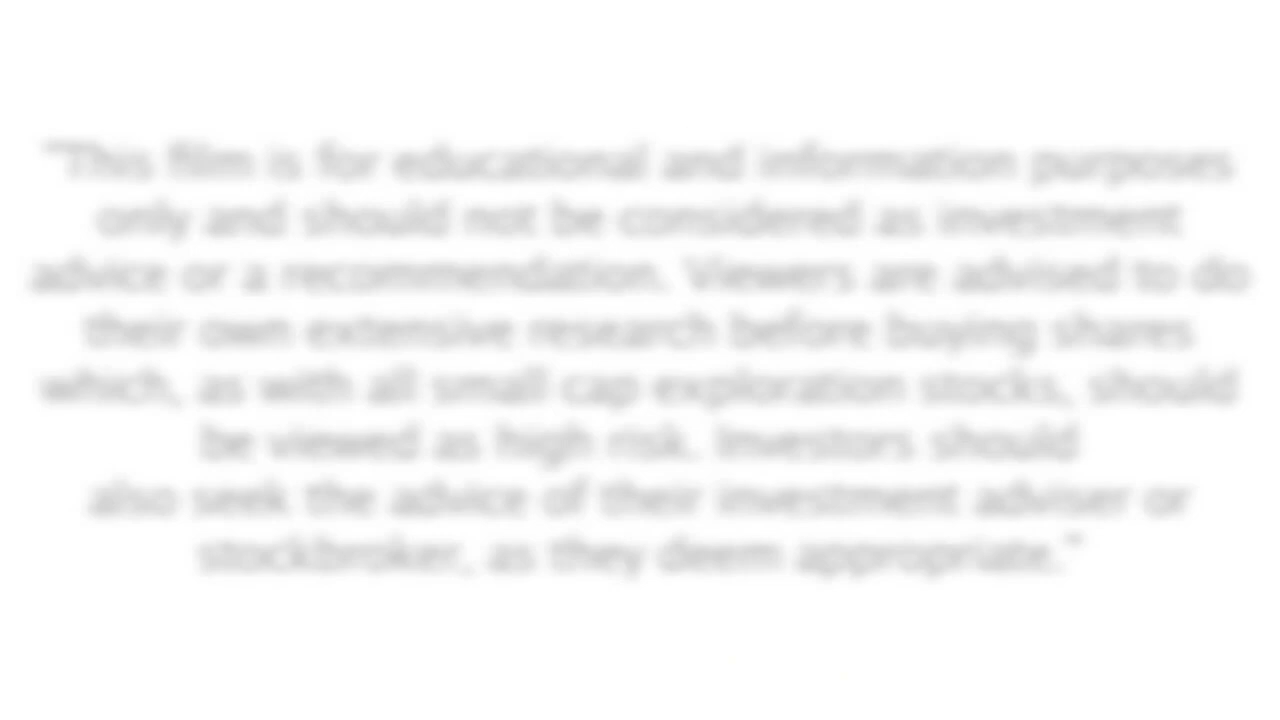 "This film is for educational and information purposes
only and should not be considered as investment
advice or a recommendation. Viewers are advised to do
their own extensive research before buying shares
which, as with all small cap exploration stocks, should
be viewed as high risk. Investors should
also seek the advice of their investment adviser or
stockbroker, as they deem appropriate."